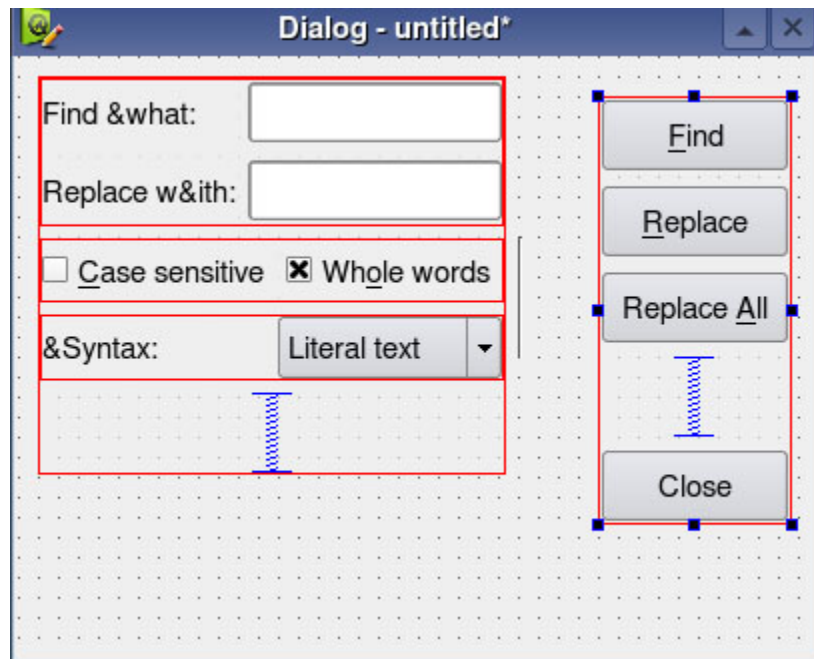 Dialog - untitled*
Find &what:
Replace w&ith:
Case sensitive Whole words
&Syntax: Literal text
Find
Replace
Replace All
Close